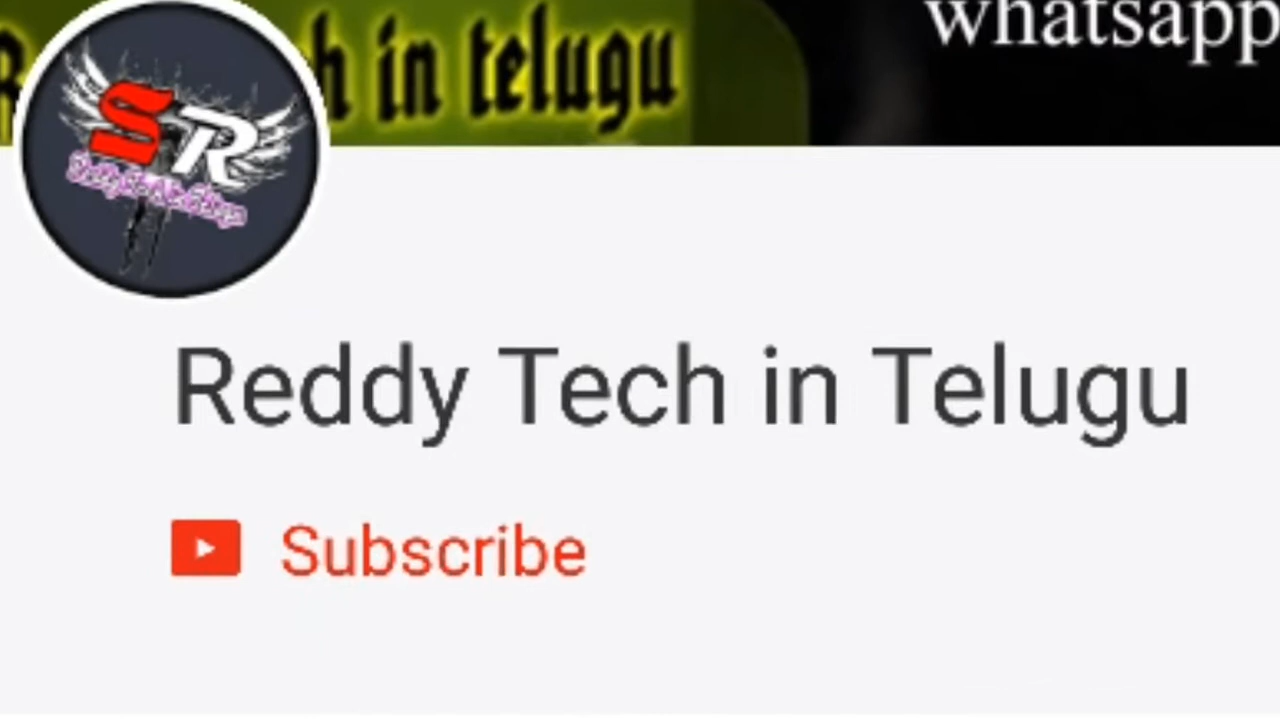 h in telugu
whatsapp
SR
Reddy Tech in Telugu
Subscribe